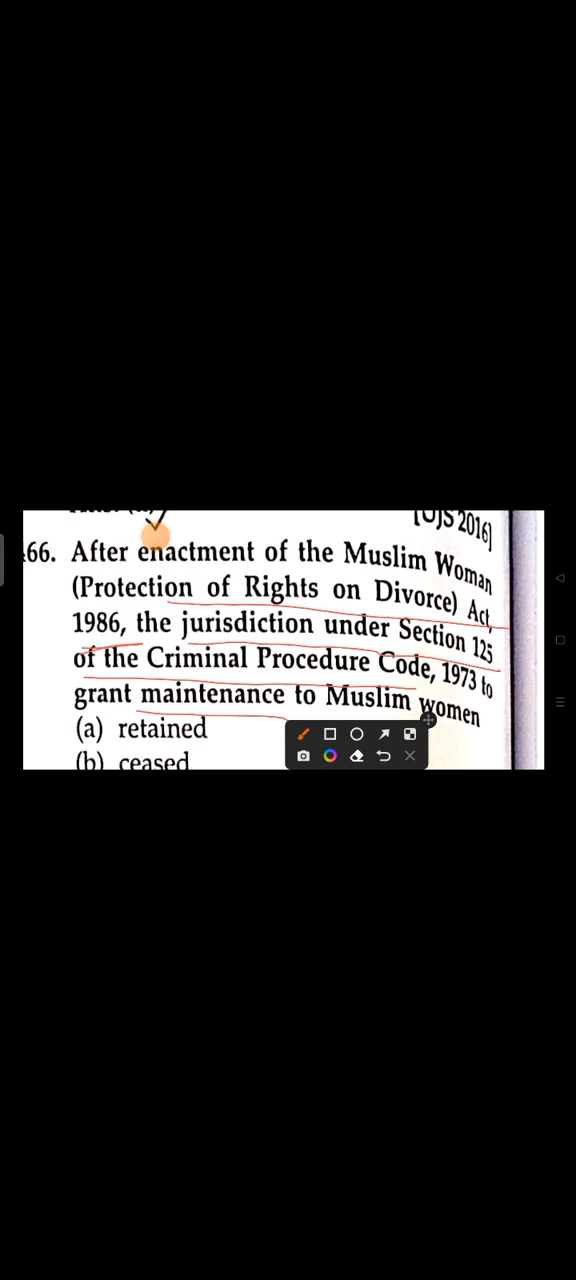 [UJS 2016]
66. After enactment of the Muslim Woman
(Protection of Rights on Divorce) Act,
1986, the jurisdiction under Section 125
of the Criminal Procedure Code, 1973 to
grant maintenance to Muslim women
(a) retained
(b) ceased